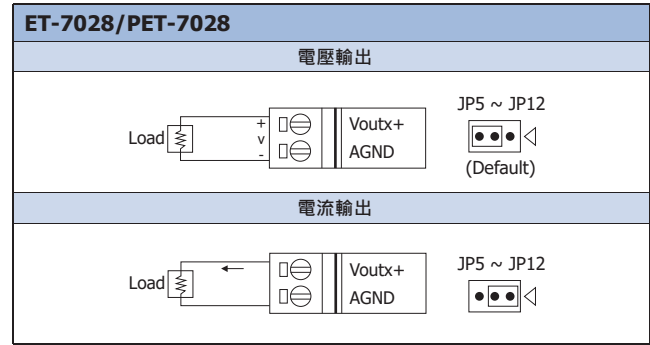 ET-7028/PET-7028
電壓輸出
JP5 ~ JP12
Load
+
v
-
Voutx+
AGND
(Default)
電流輸出
JP5 ~ JP12
Load
Voutx+
AGND